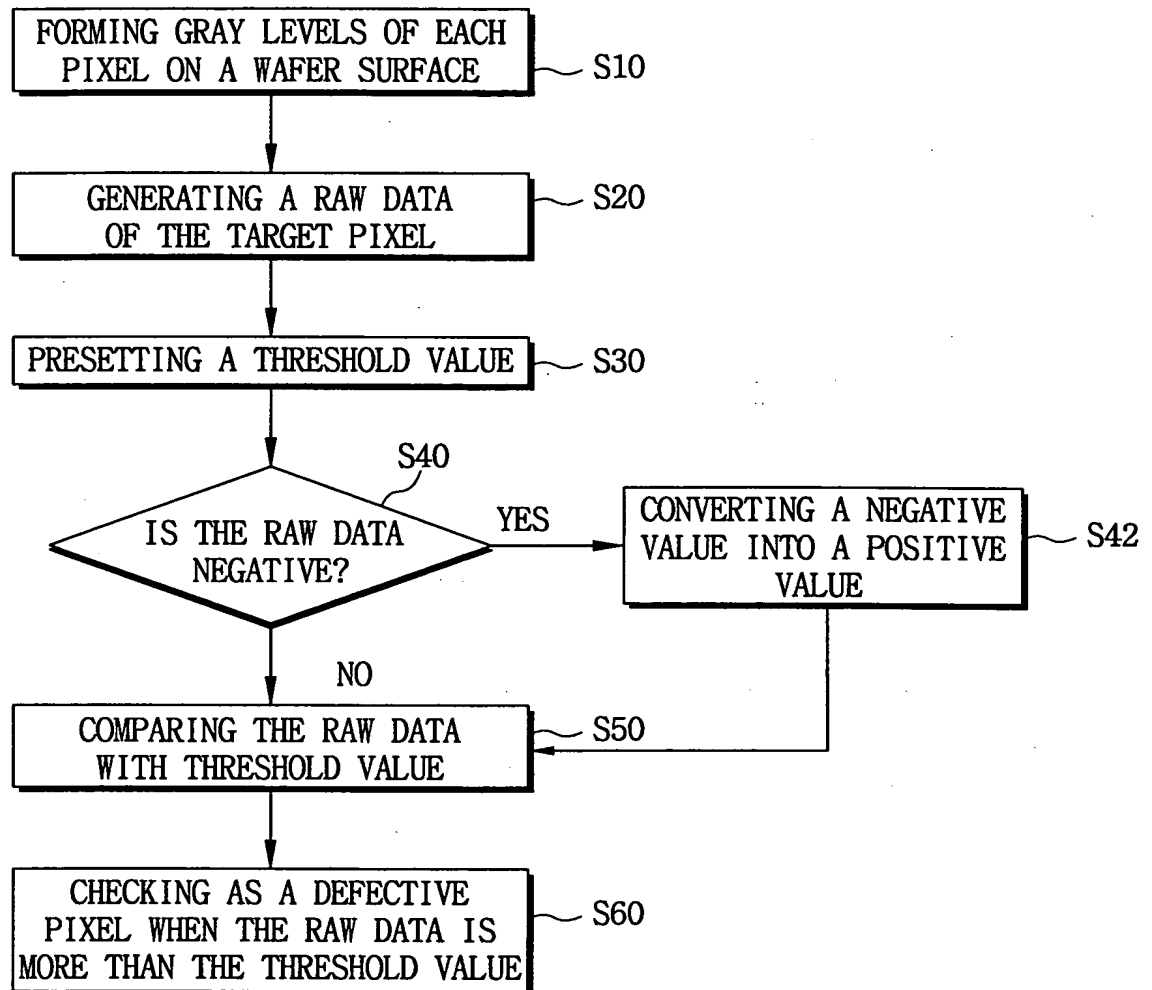 FORMING GRAY LEVELS OF EACH
PIXEL ON A WAFER SURFACE
S10
GENERATING A RAW DATA
OF THE TARGET PIXEL
S20
PRESETTING A THRESHOLD VALUE
S30
S40
IS THE RAW DATA
NEGATIVE?
YES
CONVERTING A NEGATIVE
VALUE INTO A POSITIVE
VALUE
S42
NO
COMPARING THE RAW DATA
WITH THRESHOLD VALUE
S50
CHECKING AS A DEFECTIVE
PIXEL WHEN THE RAW DATA IS
MORE THAN THE THRESHOLD VALUE
S60